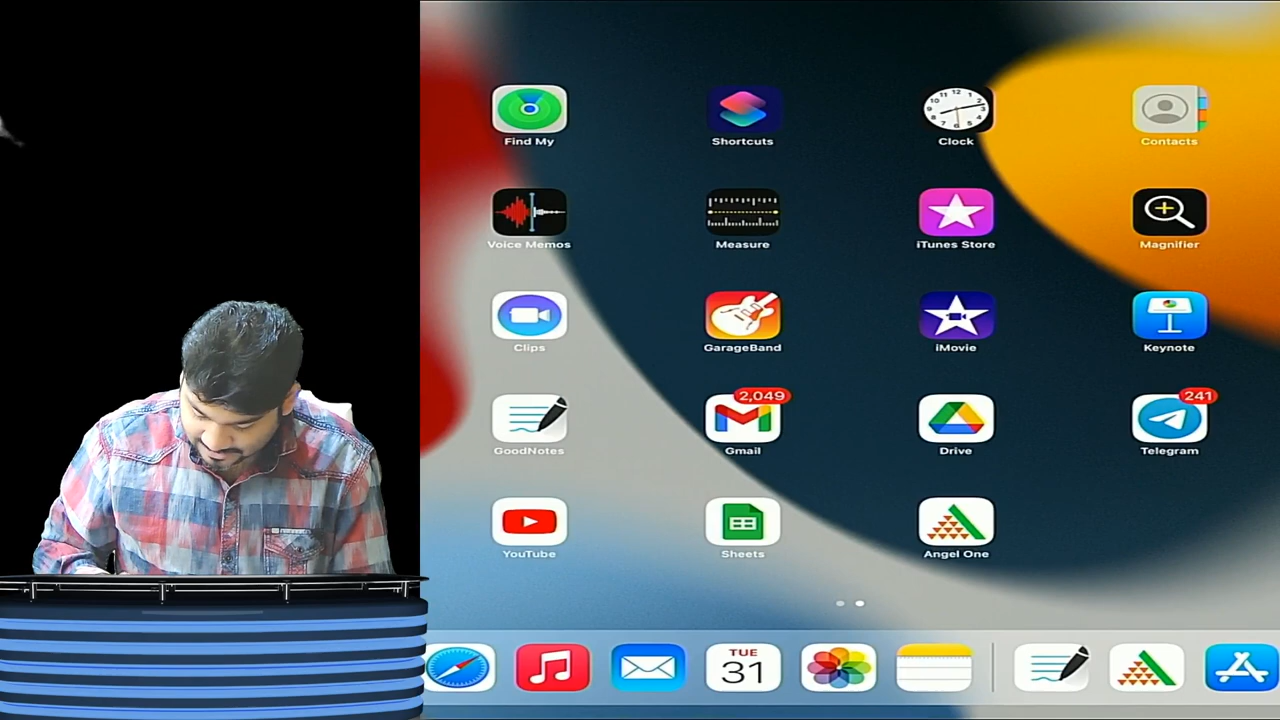 Find My
Shortcuts
Clock
Contacts
Voice Memos
Measure
iTunes Store
Magnifier
Clips
GarageBand
iMovie
Keynote
2,049
241
GoodNotes
Gmail
Drive
Telegram
YouTube
Sheets
Angel One
TUE
31